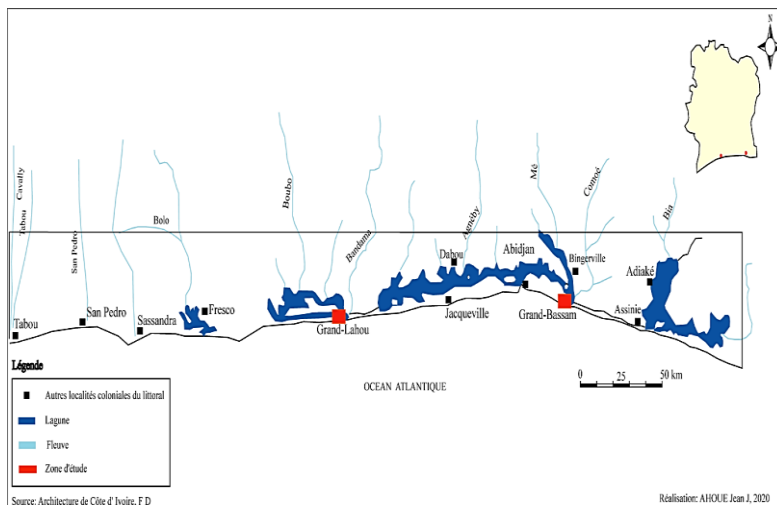 N
Cavally
Tabou
San Pedro
Bolo
Boubo
Bandama
Agnéby
Mé
Comoé
Bia
Dabou
Abidjan
Bingerville
Adiaké
Fresco
San Pedro
Tabou
Sassandra
Grand-Lahou
Jacqueville
Grand-Bassam
Assinie
Légende
Autres localités coloniales du littoral
Lagune
Fleuve
Zone d'étude
OCEAN ATLANTIQUE
0 25 50 km
Source: Architecture de Côte d' Ivoire, F D
Réalisation: AHOUE Jean J, 2020